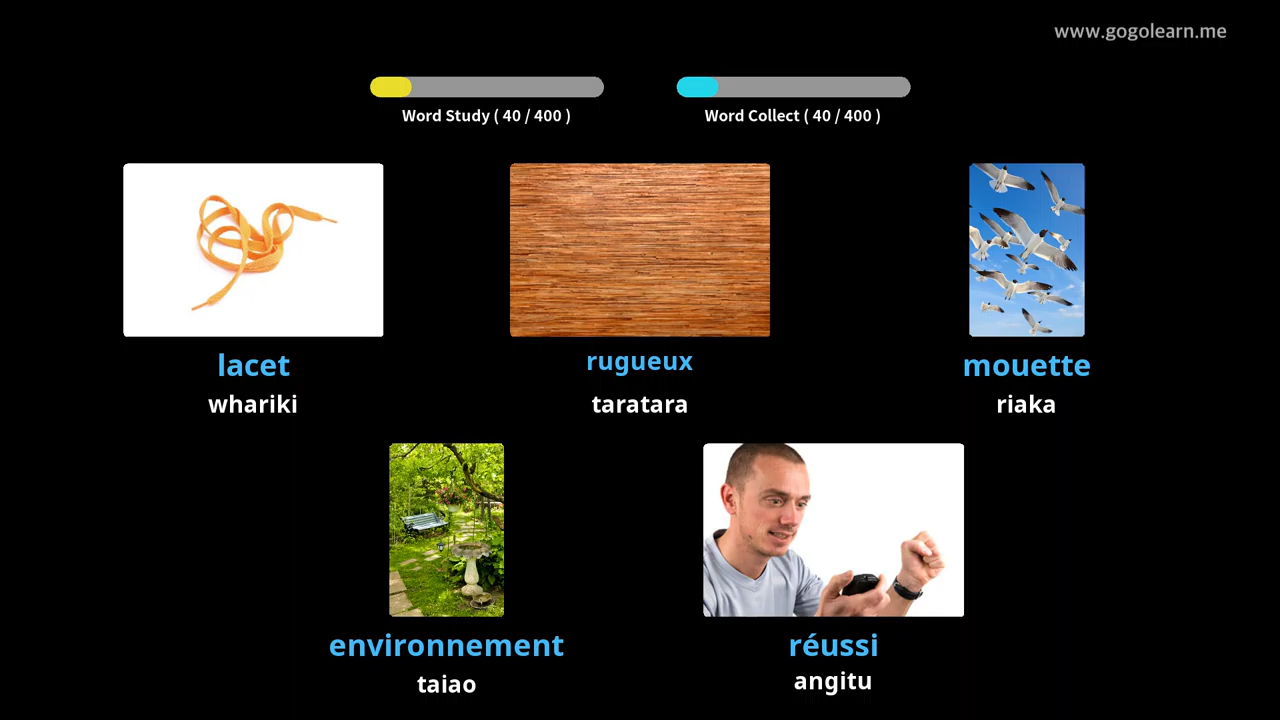 www.gogolearn.me
Word Study ( 40 / 400 )
Word Collect ( 40 / 400 )
lacet
whariki
rugueux
taratara
mouette
riaka
environnement
taiao
réussi
angitu